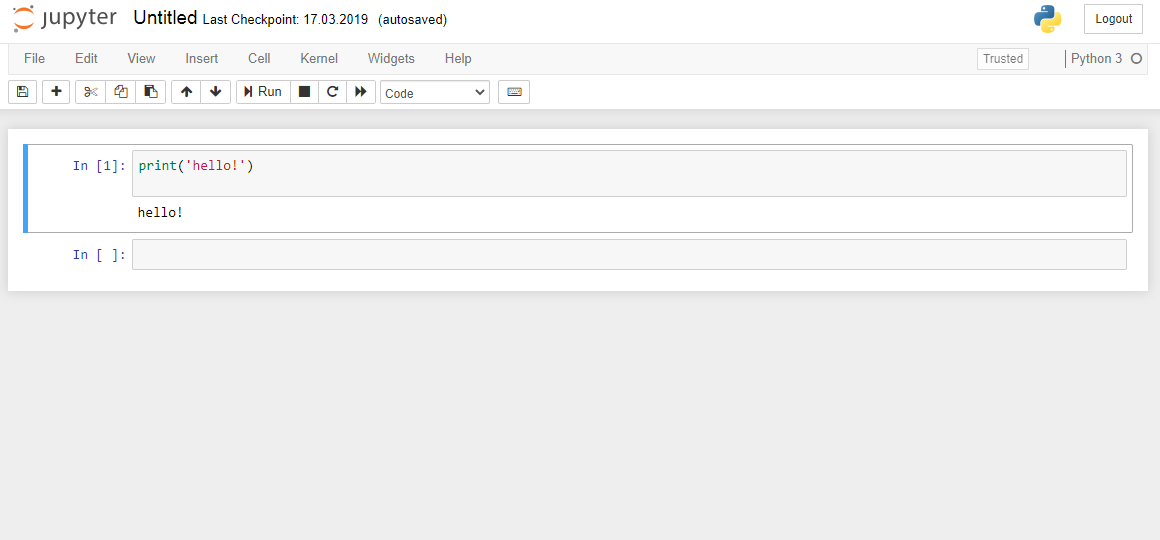 jupyter Untitled Last Checkpoint: 17.03.2019 (autosaved) Logout
File Edit View Insert Cell Kernel Widgets Help Trusted Python 3
Run Code
In [1]: print('hello!')
hello!
In [ ]: